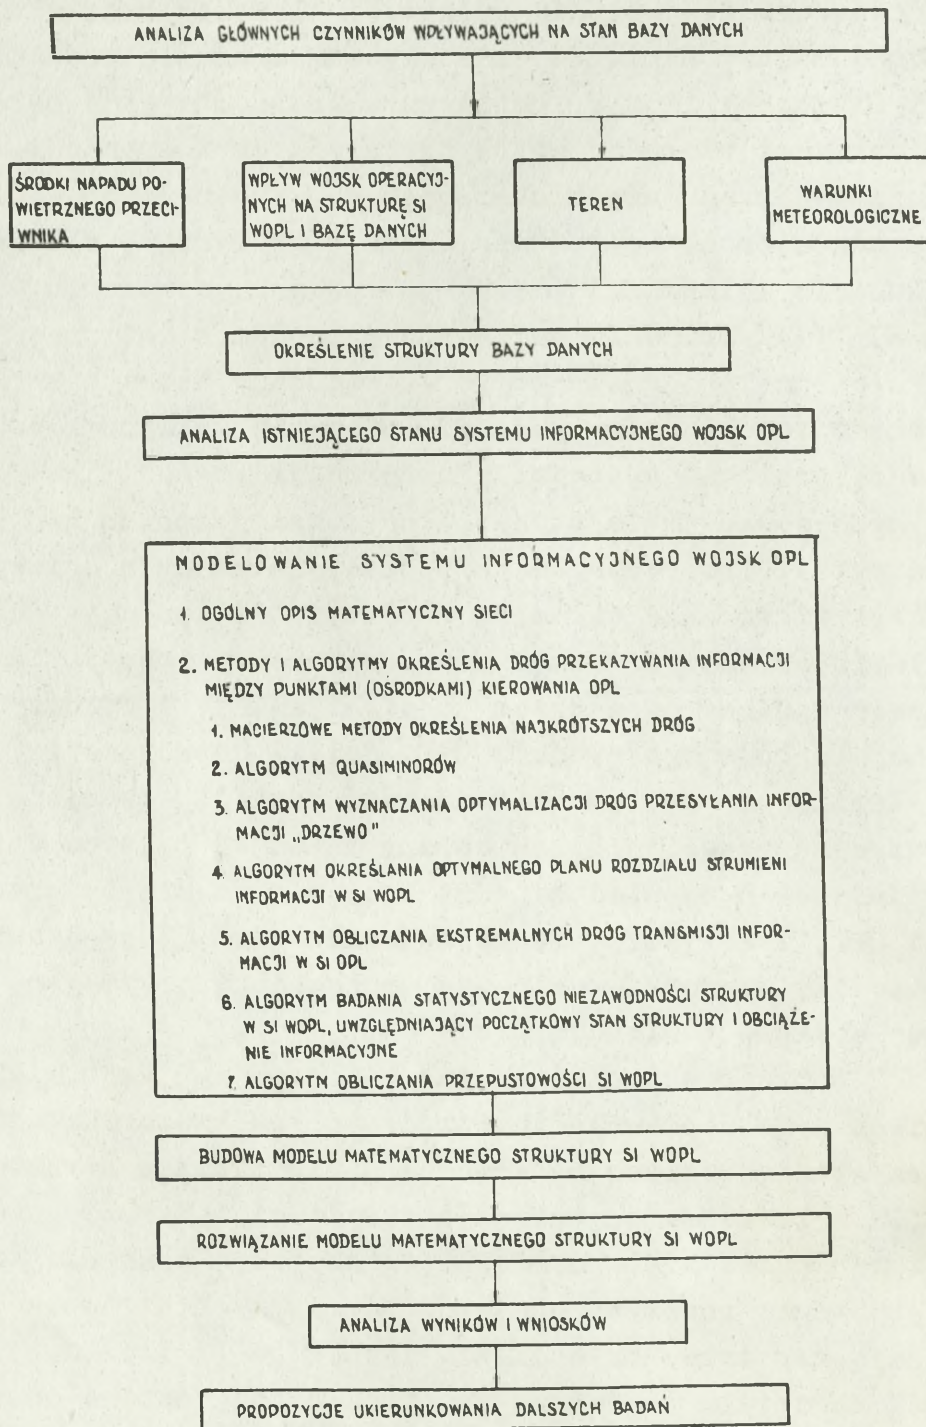 ANALIZA GŁÓWNYCH CZYNNIKÓW WPŁYWAJĄCYCH NA STAN BAZY DANYCH
ŚRODKI NAPADU PO-
WIETRZNEGO PRZECI-
WNIKA
WPŁYW WOJSK OPERACYJ-
NYCH NA STRUKTURĘ SI
WOPL I BAZĘ DANYCH
TEREN
WARUNKI
METEOROLOGICZNE
OKREŚLENIE STRUKTURY BAZY DANYCH
ANALIZA ISTNIEJĄCEGO STANU SYSTEMU INFORMACYJNEGO WOJSK OPL
MODELOWANIE SYSTEMU INFORMACYJNEGO WOJSK OPL
1. OGÓLNY OPIS MATEMATYCZNY SIECI
2. METODY I ALGORYTMY OKREŚLENIA DRÓG PRZEKAZYWANIA INFORMACJI
MIĘDZY PUNKTAMI (OŚRODKAMI) KIEROWANIA OPL
1. MACIERZOWE METODY OKREŚLENIA NAJKRÓTSZYCH DRÓG
2. ALGORYTM QUASIMINORÓW
3. ALGORYTM WYZNACZANIA OPTYMALIZACJI DRÓG PRZESYŁANIA INFOR-
MACJI „DRZEWO"
4. ALGORYTM OKREŚLANIA OPTYMALNEGO PLANU ROZDZIAŁU STRUMIENI
INFORMACJI W SI WOPL
5. ALGORYTM OBLICZANIA EKSTREMALNYCH DRÓG TRANSMISJI INFOR-
MACJI W SI OPL
6. ALGORYTM BADANIA STATYSTYCZNEGO NIEZAWODNOŚCI STRUKTURY
W SI WOPL, UWZGLĘDNIAJĄCY POCZĄTKOWY STAN STRUKTURY I OBCIĄŻE-
NIE INFORMACYJNE
7. ALGORYTM OBLICZANIA PRZEPUSTOWOŚCI SI WOPL
BUDOWA MODELU MATEMATYCZNEGO STRUKTURY SI WOPL
ROZWIĄZANIE MODELU MATEMATYCZNEGO STRUKTURY SI WOPL
ANALIZA WYNIKÓW I WNIOSKÓW
PROPOZYCJE UKIERUNKOWANIA DALSZYCH BADAŃ